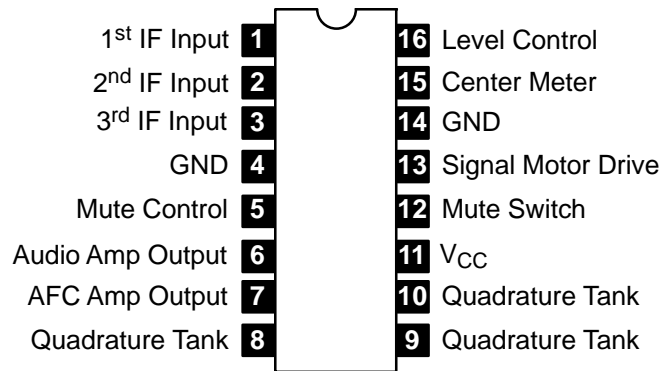 1st IF Input 1 16 Level Control
2nd IF Input 2 15 Center Meter
3rd IF Input 3 14 GND
GND 4 13 Signal Motor Drive
Mute Control 5 12 Mute Switch
Audio Amp Output 6 11 VCC
AFC Amp Output 7 10 Quadrature Tank
Quadrature Tank 8 9 Quadrature Tank